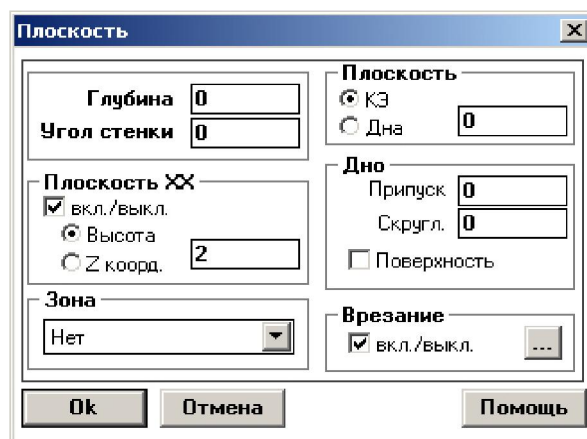 Плоскость
Глубина 0
Угол стенки 0
Плоскость
КЭ
Дна 0
Плоскость XX
вкл./выкл.
Высота
Z коорд. 2
Дно
Припуск 0
Скругл. 0
Поверхность
Зона
Нет
Врезание
вкл./выкл. ...
Ok Отмена Помощь